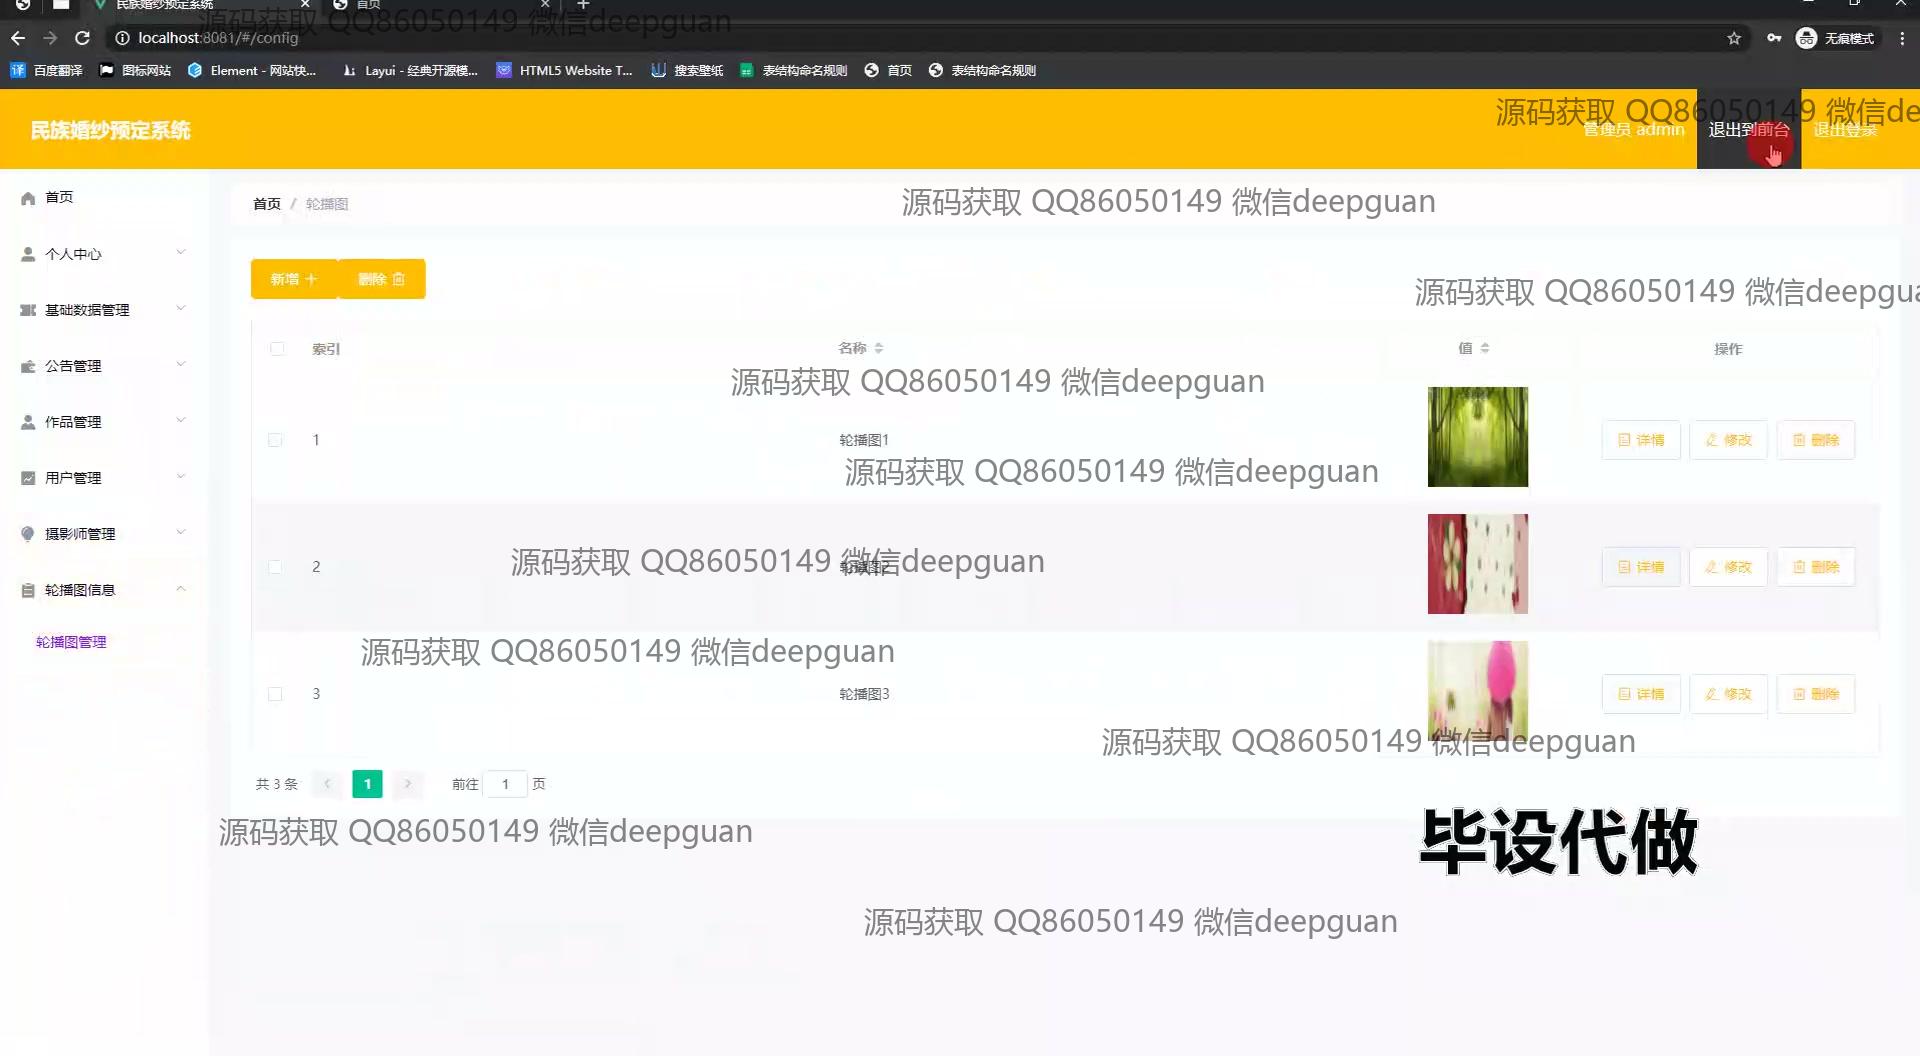 民族婚纱预定系统
首页
源码获取 QQ86050149 微信deepguan
localhost:8081/#/config
无痕模式
百度翻译
图标网站
Element - 网站快...
Layui - 经典开源模...
HTML5 Website T...
搜索壁纸
表结构命名规则
首页
表结构命名规则
民族婚纱预定系统
源码获取 QQ86050149 微信de
管理员 admin
退出到前台
退出登录
首页
首页 / 轮播图
源码获取 QQ86050149 微信deepguan
个人中心
新增
删除
源码获取 QQ86050149 微信deepgua
基础数据管理
索引
名称
值
操作
公告管理
源码获取 QQ86050149 微信deepguan
作品管理
1
轮播图1
详情
修改
删除
源码获取 QQ86050149 微信deepguan
用户管理
摄影师管理
源码获取 QQ86050149 微信deepguan
2
轮播图2
详情
修改
删除
轮播图信息
轮播图管理
源码获取 QQ86050149 微信deepguan
3
轮播图3
详情
修改
删除
源码获取 QQ86050149 微信deepguan
共 3 条
1
前往 1 页
源码获取 QQ86050149 微信deepguan
毕设代做
源码获取 QQ86050149 微信deepguan